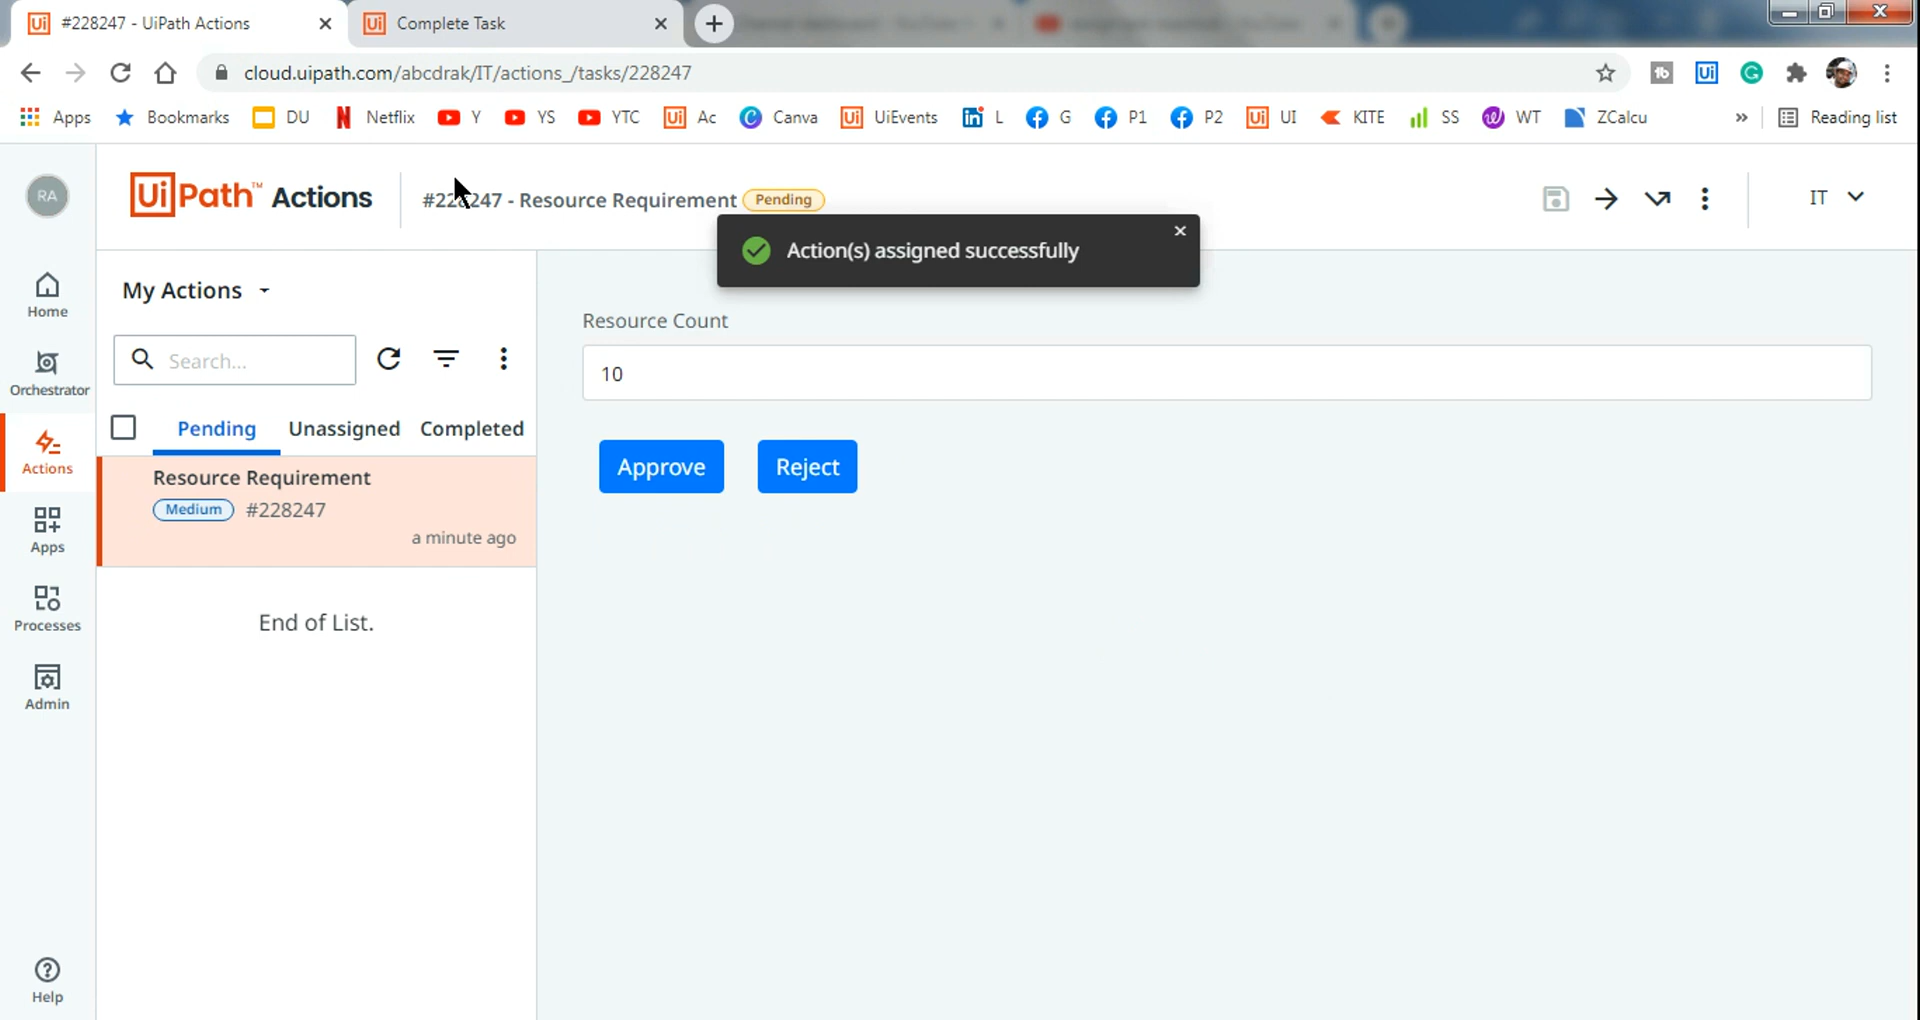 #228247 - UiPath Actions
Complete Task
cloud.uipath.com/abcdrak/IT/actions_/tasks/228247
Apps Bookmarks DU Netflix Y YS YTC Ac Canva UiEvents L G P1 P2 UI KITE SS WT ZCalcu » Reading list
RA
UiPath™ Actions
#228247 - Resource Requirement Pending
IT
Action(s) assigned successfully
Home
Orchestrator
Actions
Apps
Processes
Admin
Help
My Actions
Search...
Pending Unassigned Completed
Resource Requirement
Medium #228247
a minute ago
End of List.
Resource Count
10
Approve Reject